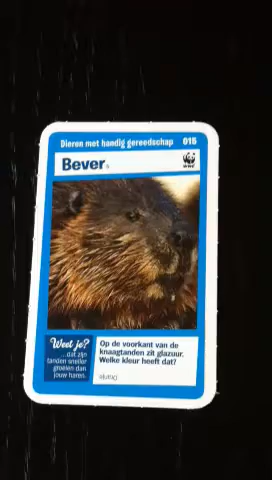 Dieren met handig gereedschap 015
Bever
WWF
Weet je?
...dat zijn
tanden sneller
groeien dan
jouw haren.
Op de voorkant van de
knaagtanden zit glazuur.
Welke kleur heeft dat?
Oranje